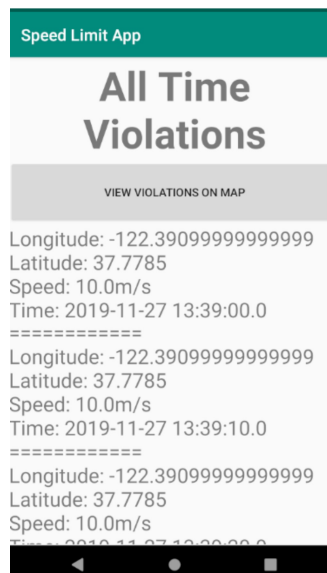 Speed Limit App
All Time
Violations
VIEW VIOLATIONS ON MAP
Longitude: -122.39099999999999
Latitude: 37.7785
Speed: 10.0m/s
Time: 2019-11-27 13:39:00.0
============
Longitude: -122.39099999999999
Latitude: 37.7785
Speed: 10.0m/s
Time: 2019-11-27 13:39:10.0
============
Longitude: -122.39099999999999
Latitude: 37.7785
Speed: 10.0m/s